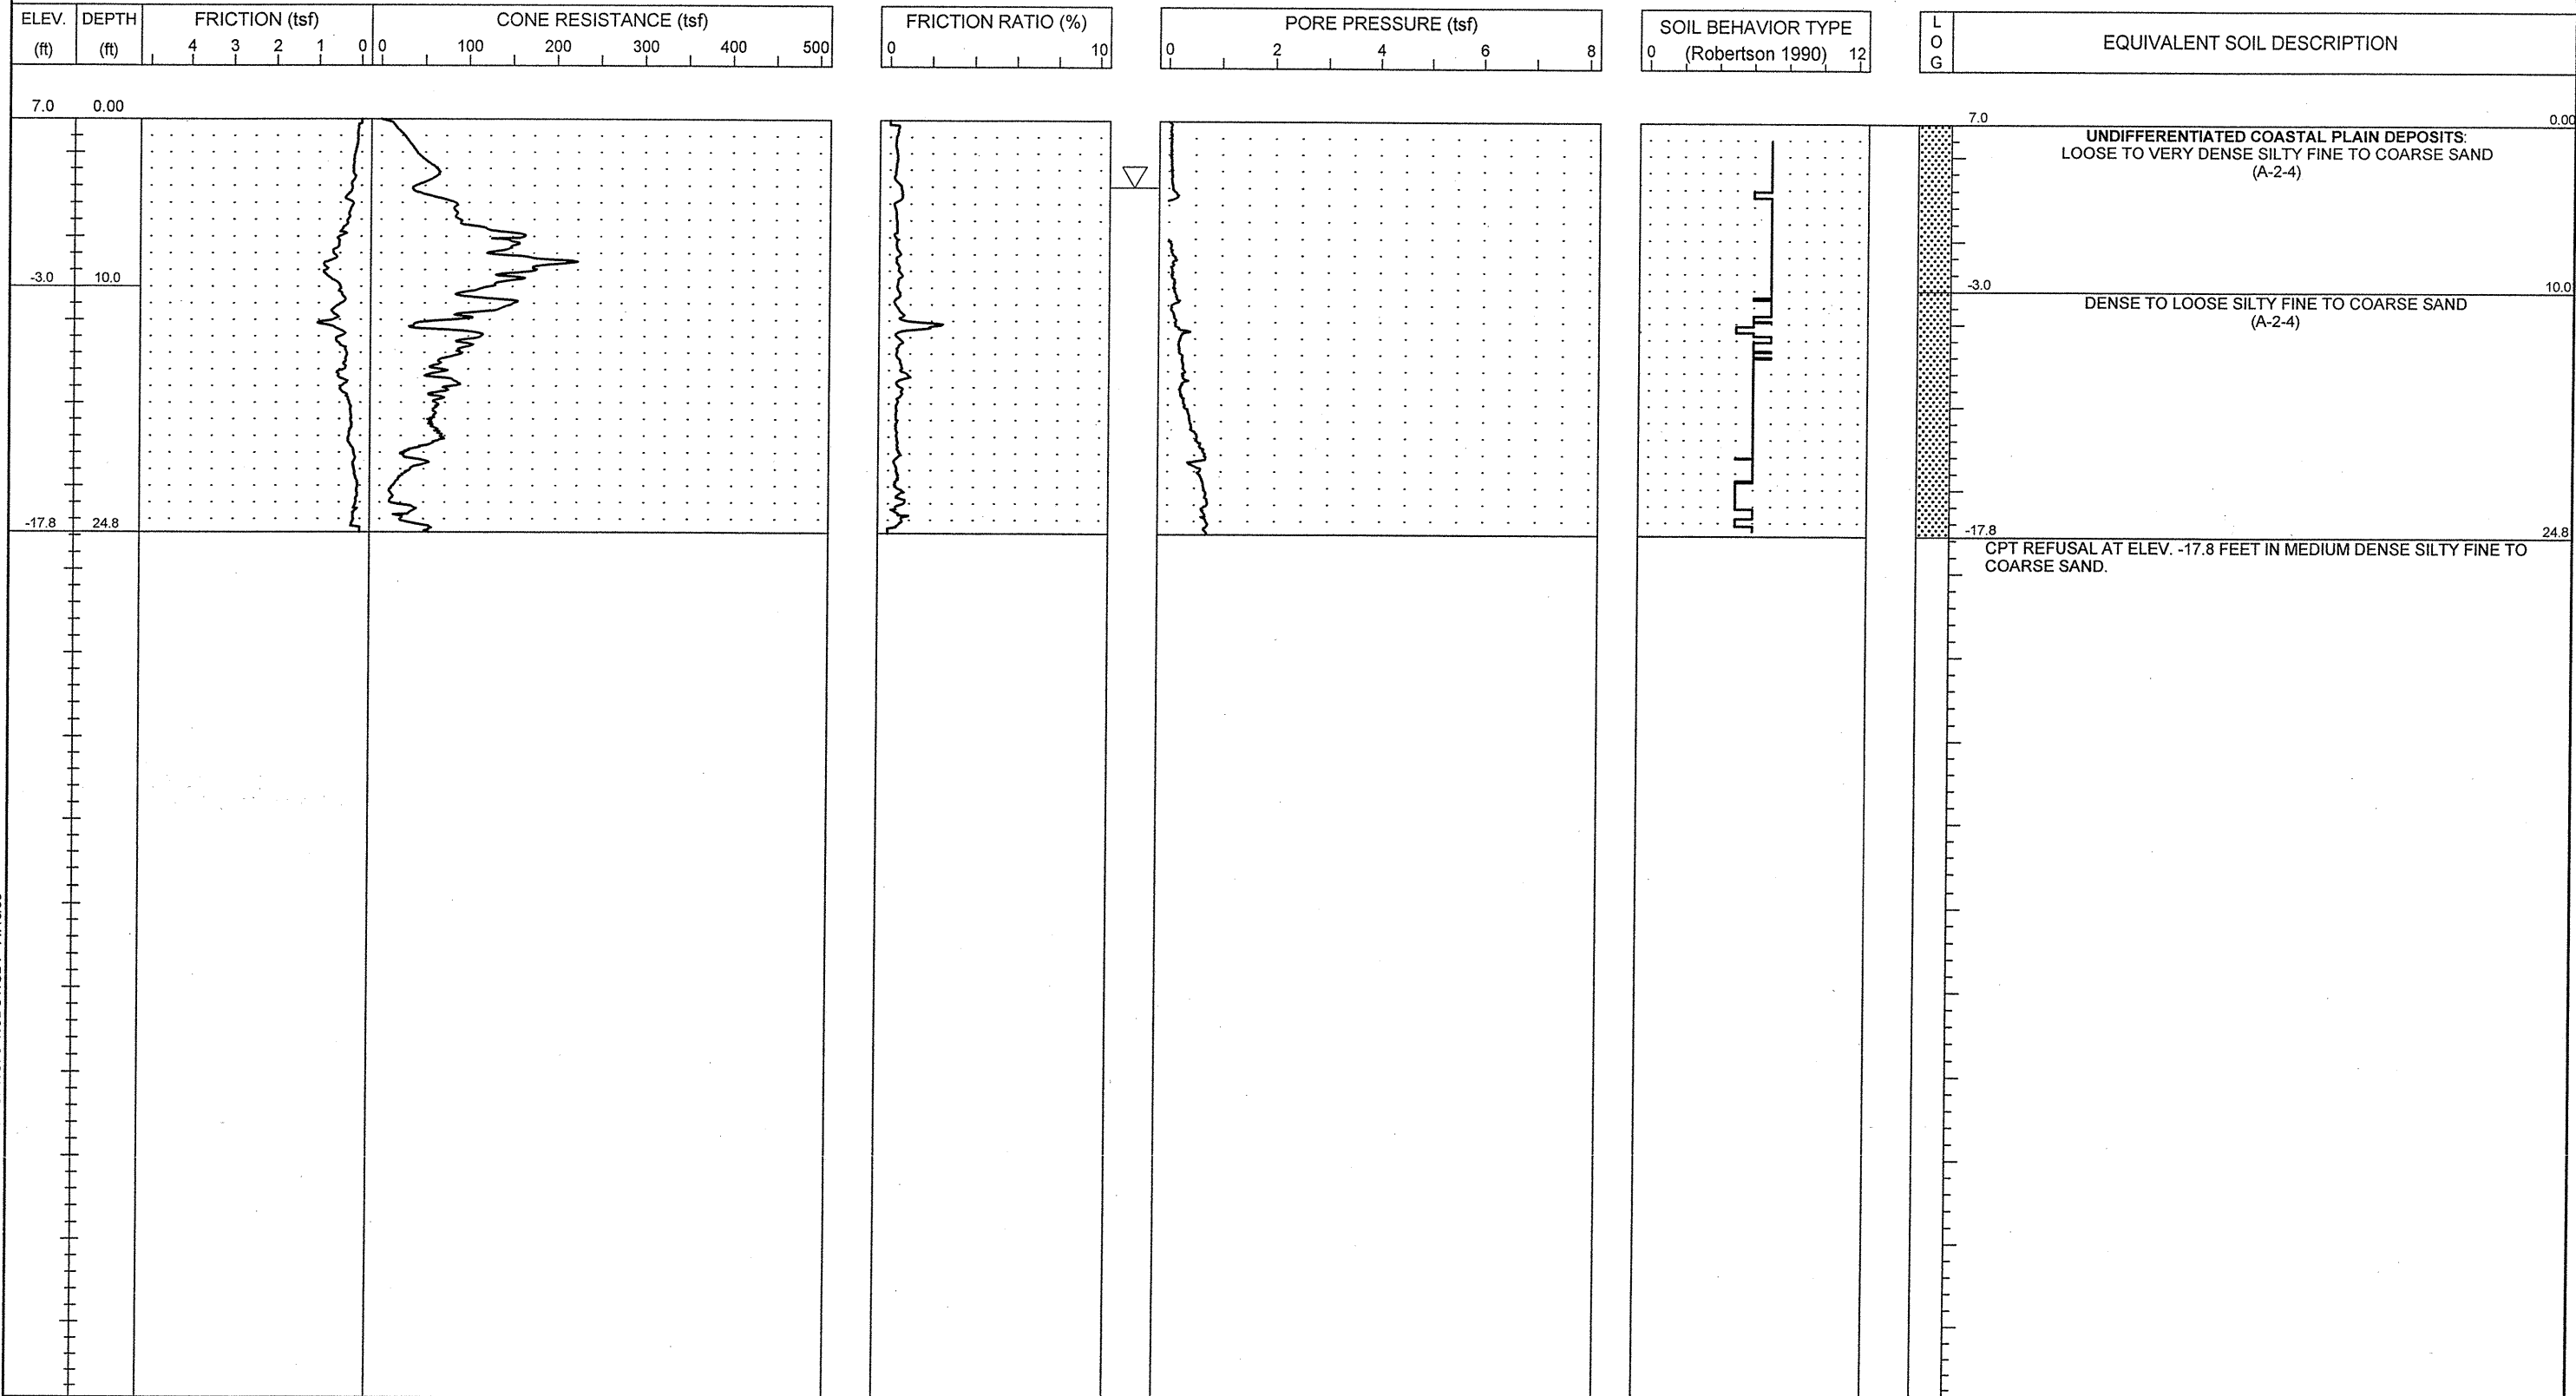 ELEV. DEPTH FRICTION (tsf) CONE RESISTANCE (tsf) FRICTION RATIO (%) PORE PRESSURE (tsf) SOIL BEHAVIOR TYPE L
(ft) (ft) 4 3 2 1 0 0 100 200 300 400 500 0 10 0 2 4 6 8 0 (Robertson 1990) 12 O EQUIVALENT SOIL DESCRIPTION
G
7.0 0.00
7.0 0.00
UNDIFFERENTIATED COASTAL PLAIN DEPOSITS:
LOOSE TO VERY DENSE SILTY FINE TO COARSE SAND
(A-2-4)
-3.0 10.0
-3.0 10.0
DENSE TO LOOSE SILTY FINE TO COARSE SAND
(A-2-4)
-17.8 24.8
-17.8 24.8
CPT REFUSAL AT ELEV. -17.8 FEET IN MEDIUM DENSE SILTY FINE TO
COARSE SAND.